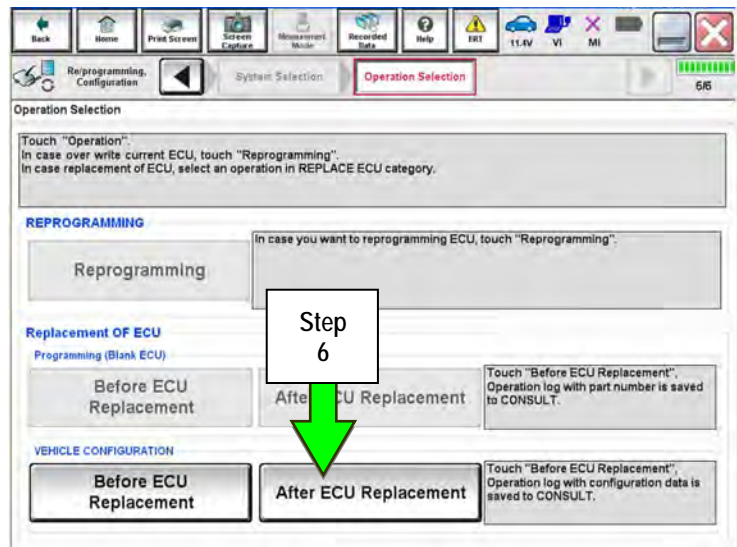 Back
Home
Print Screen
Screen
Capture
Measurement
Mode
Recorded
Data
Help
ERT
11.4V
VI
MI
Re/programming,
Configuration
System Selection
Operation Selection
6/6
Operation Selection
Touch "Operation".
In case over write current ECU, touch "Reprogramming".
In case replacement of ECU, select an operation in REPLACE ECU category.
REPROGRAMMING
Reprogramming
In case you want to reprogramming ECU, touch "Reprogramming".
Step
6
Replacement OF ECU
Programming (Blank ECU)
Before ECU
Replacement
After ECU Replacement
Touch "Before ECU Replacement",
Operation log with part number is saved
to CONSULT.
VEHICLE CONFIGURATION
Before ECU
Replacement
After ECU Replacement
Touch "Before ECU Replacement",
Operation log with configuration data is
saved to CONSULT.